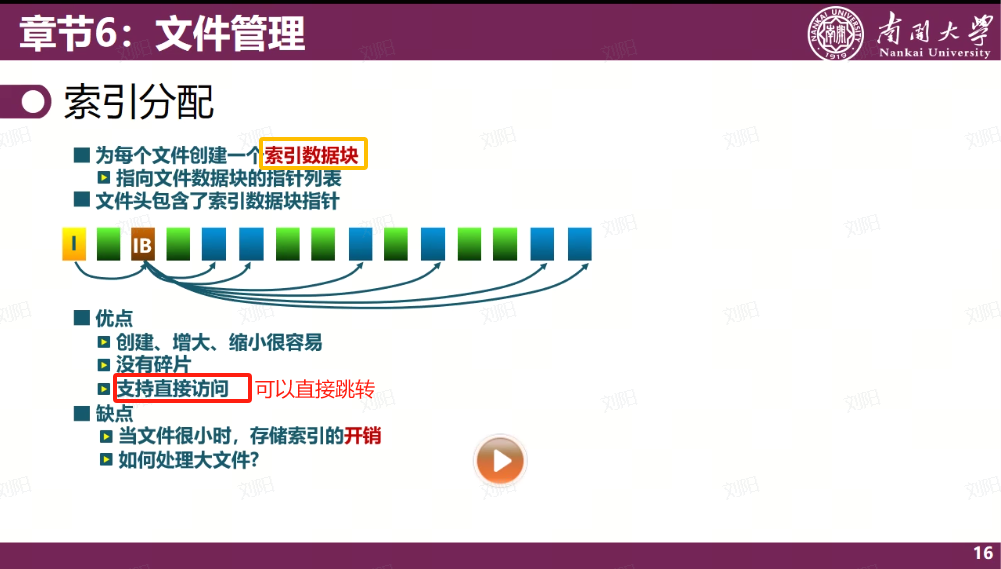 章节6：文件管理
南开大学
Nankai University
NANKAI UNIVERSITY
1919
索引分配
为每个文件创建一个索引数据块
指向文件数据块的指针列表
文件头包含了索引数据块指针
I
IB
优点
创建、增大、缩小很容易
没有碎片
支持直接访问 可以直接跳转
缺点
当文件很小时，存储索引的开销
如何处理大文件?
16
刘阳